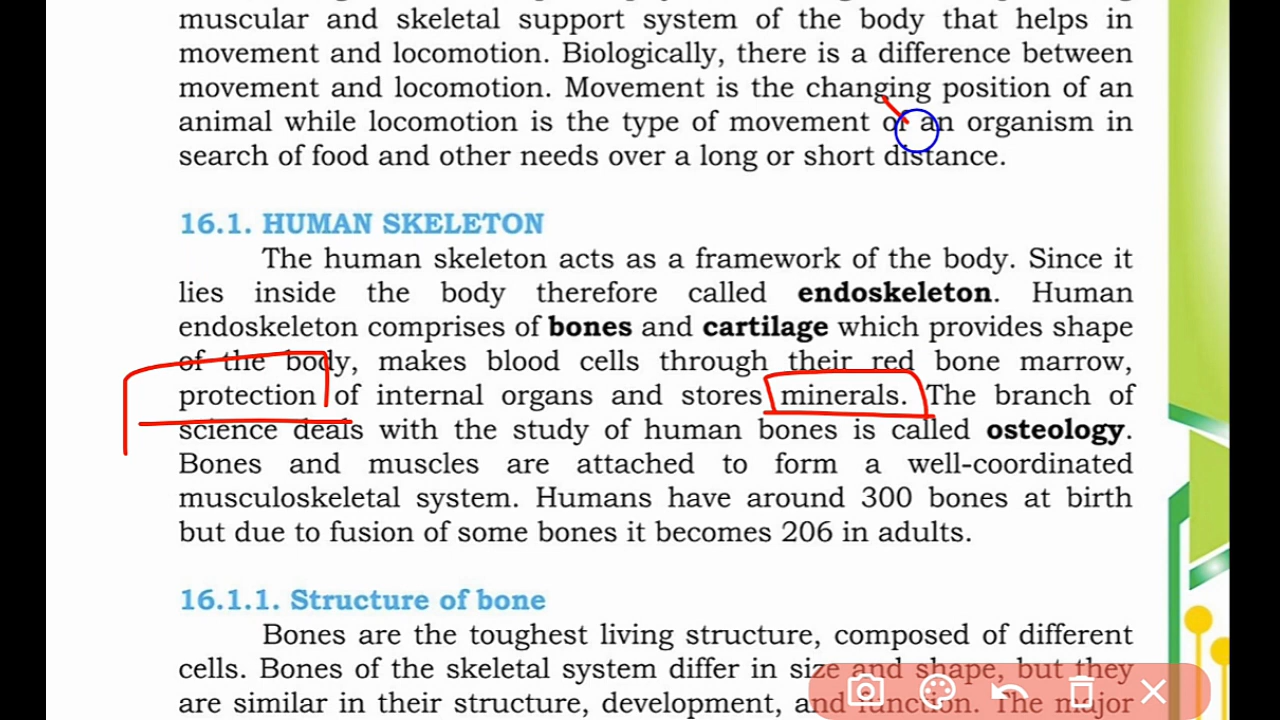 muscular and skeletal support system of the body that helps in
movement and locomotion. Biologically, there is a difference between
movement and locomotion. Movement is the changing position of an
animal while locomotion is the type of movement of an organism in
search of food and other needs over a long or short distance.
16.1. HUMAN SKELETON
The human skeleton acts as a framework of the body. Since it
lies inside the body therefore called endoskeleton. Human
endoskeleton comprises of bones and cartilage which provides shape
of the body, makes blood cells through their red bone marrow,
protection of internal organs and stores minerals. The branch of
science deals with the study of human bones is called osteology.
Bones and muscles are attached to form a well-coordinated
musculoskeletal system. Humans have around 300 bones at birth
but due to fusion of some bones it becomes 206 in adults.
16.1.1. Structure of bone
Bones are the toughest living structure, composed of different
cells. Bones of the skeletal system differ in size and shape, but they
are similar in their structure, development, and function. The major